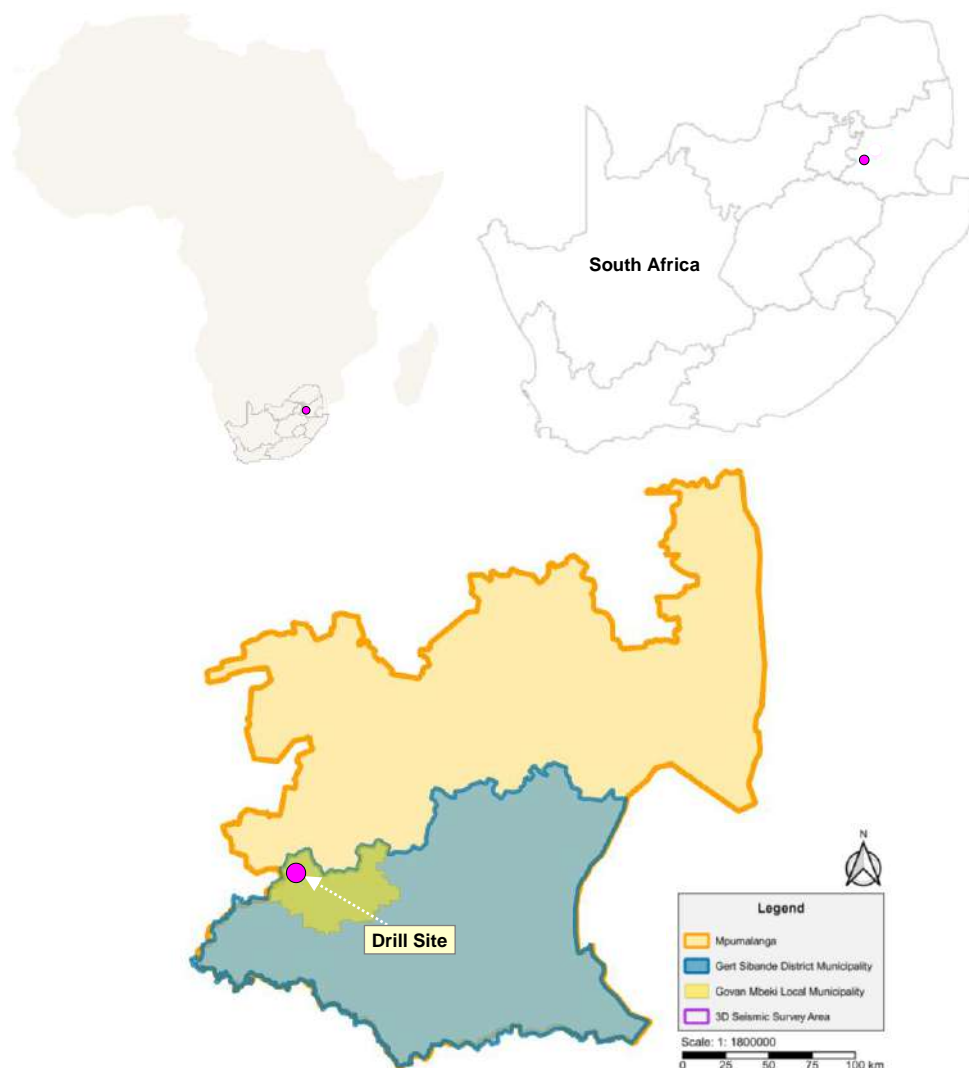 South Africa
Drill Site
N
Legend
Mpumalanga
Gert Sibande District Municipality
Govan Mbeki Local Municipality
3D Seismic Survey Area
Scale: 1: 1800000
0 25 50 75 100 km